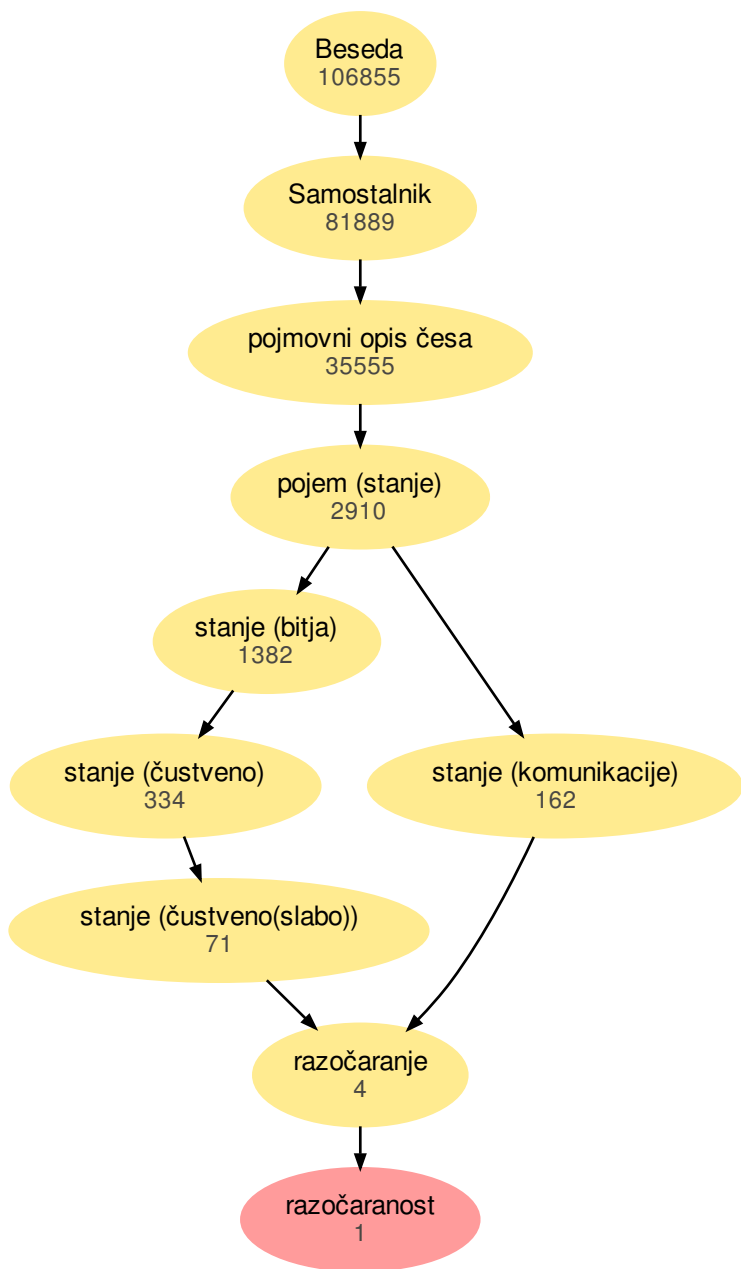 Beseda
106855
Samostalnik
81889
pojmovni opis česa
35555
pojem (stanje)
2910
stanje (bitja)
1382
stanje (čustveno)
334
stanje (komunikacije)
162
stanje (čustveno(slabo))
71
razočaranje
4
razočaranost
1